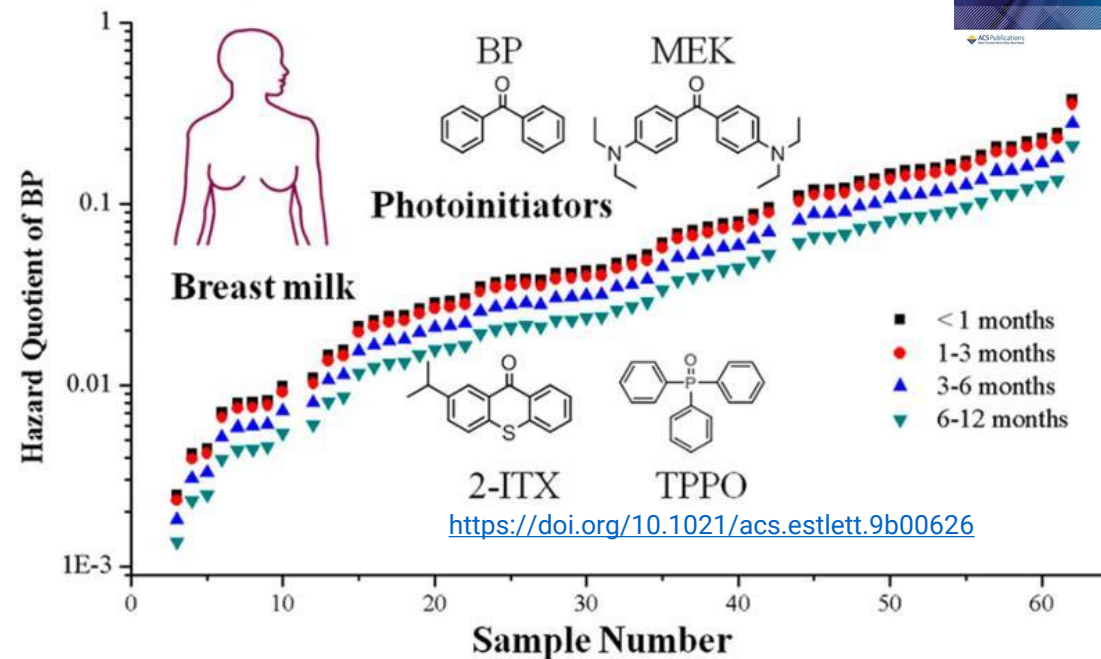 ACS Publications
1
BP
MEK
O
O
N
N
Photoinitiators
0.1
Hazard Quotient of BP
Breast milk
< 1 months
1-3 months
3-6 months
6-12 months
0.01
O
S
O
P
2-ITX
TPPO
https://doi.org/10.1021/acs.estlett.9b00626
1E-3
0
10
20
30
40
50
60
Sample Number